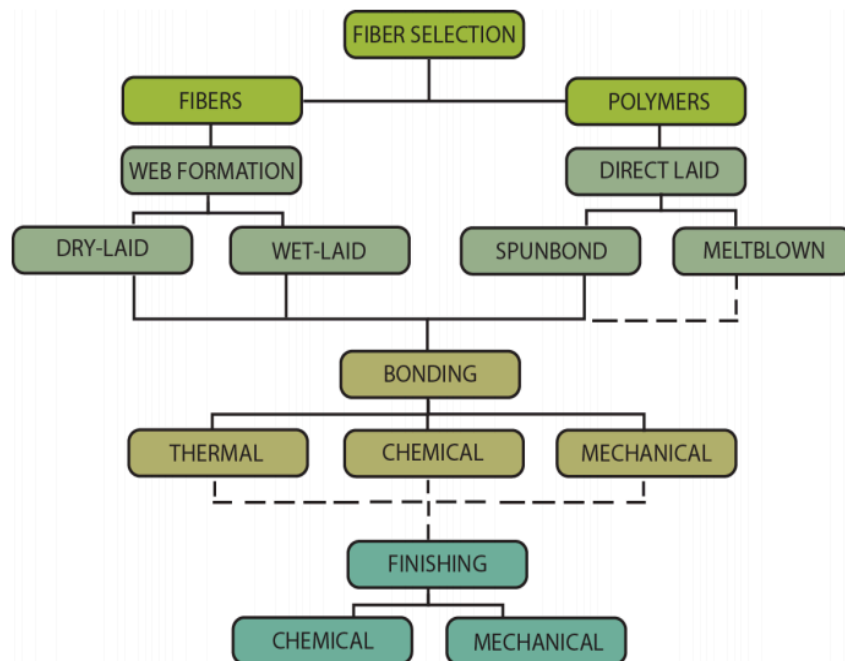 FIBER SELECTION
FIBERS
POLYMERS
WEB FORMATION
DIRECT LAID
DRY-LAID
WET-LAID
SPUNBOND
MELTBLOWN
BONDING
THERMAL
CHEMICAL
MECHANICAL
FINISHING
CHEMICAL
MECHANICAL